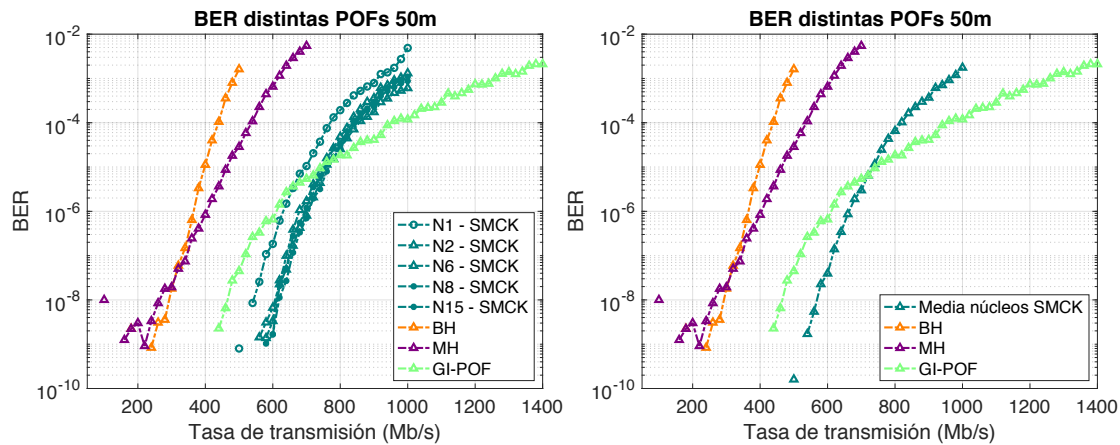 BER distintas POFs 50m
10⁻²
10⁻⁴
10⁻⁶
10⁻⁸
10⁻¹⁰
BER
N1 - SMCK
N2 - SMCK
N6 - SMCK
N8 - SMCK
N15 - SMCK
BH
MH
GI-POF
200 400 600 800 1000 1200 1400
Tasa de transmisión (Mb/s)
BER distintas POFs 50m
10⁻²
10⁻⁴
10⁻⁶
10⁻⁸
10⁻¹⁰
BER
Media núcleos SMCK
BH
MH
GI-POF
200 400 600 800 1000 1200 1400
Tasa de transmisión (Mb/s)